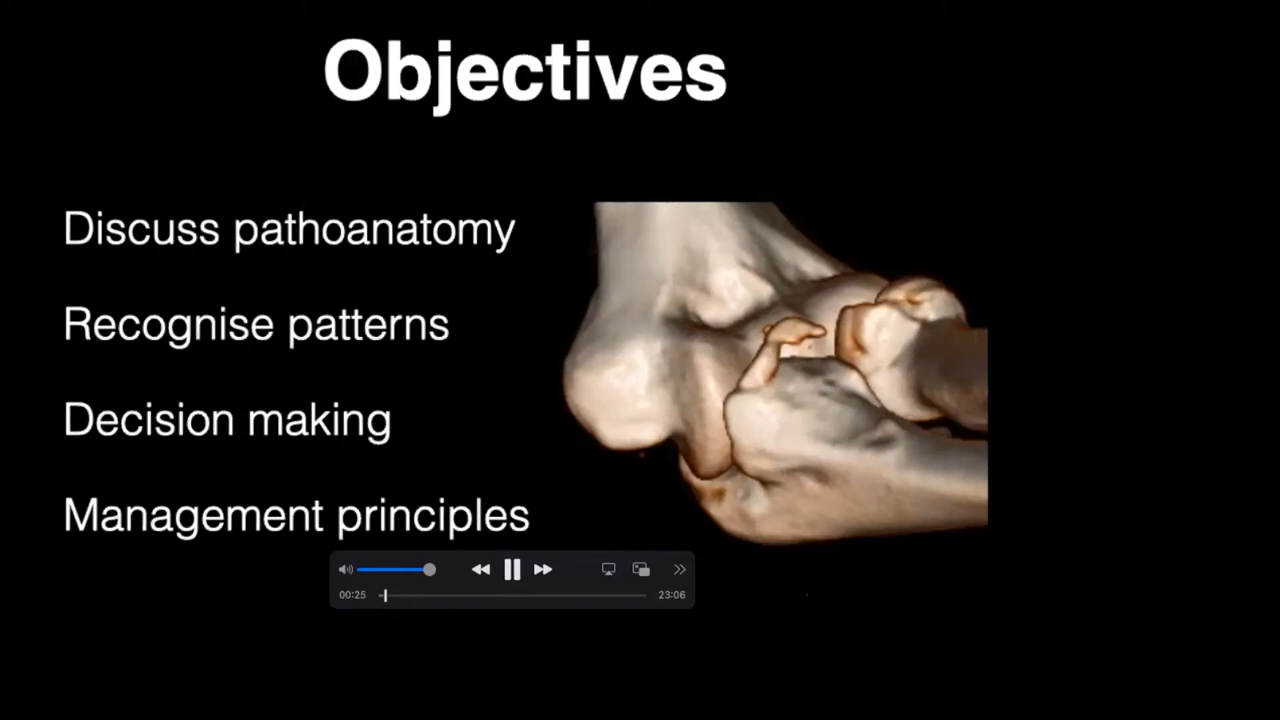 Objectives
Discuss pathoanatomy
Recognise patterns
Decision making
Management principles
00:25
23:06